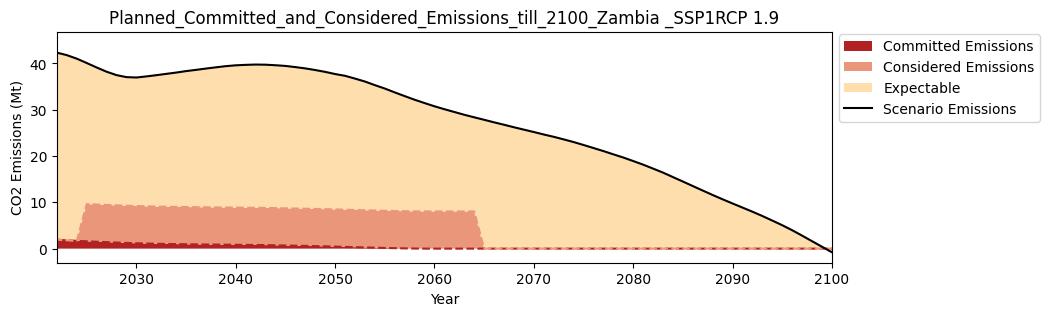 Planned_Committed_and_Considered_Emissions_till_2100_Zambia _SSP1RCP 1.9
Committed Emissions
Considered Emissions
Expectable
Scenario Emissions
CO2 Emissions (Mt)
40
30
20
10
0
2030 2040 2050 2060 2070 2080 2090 2100
Year